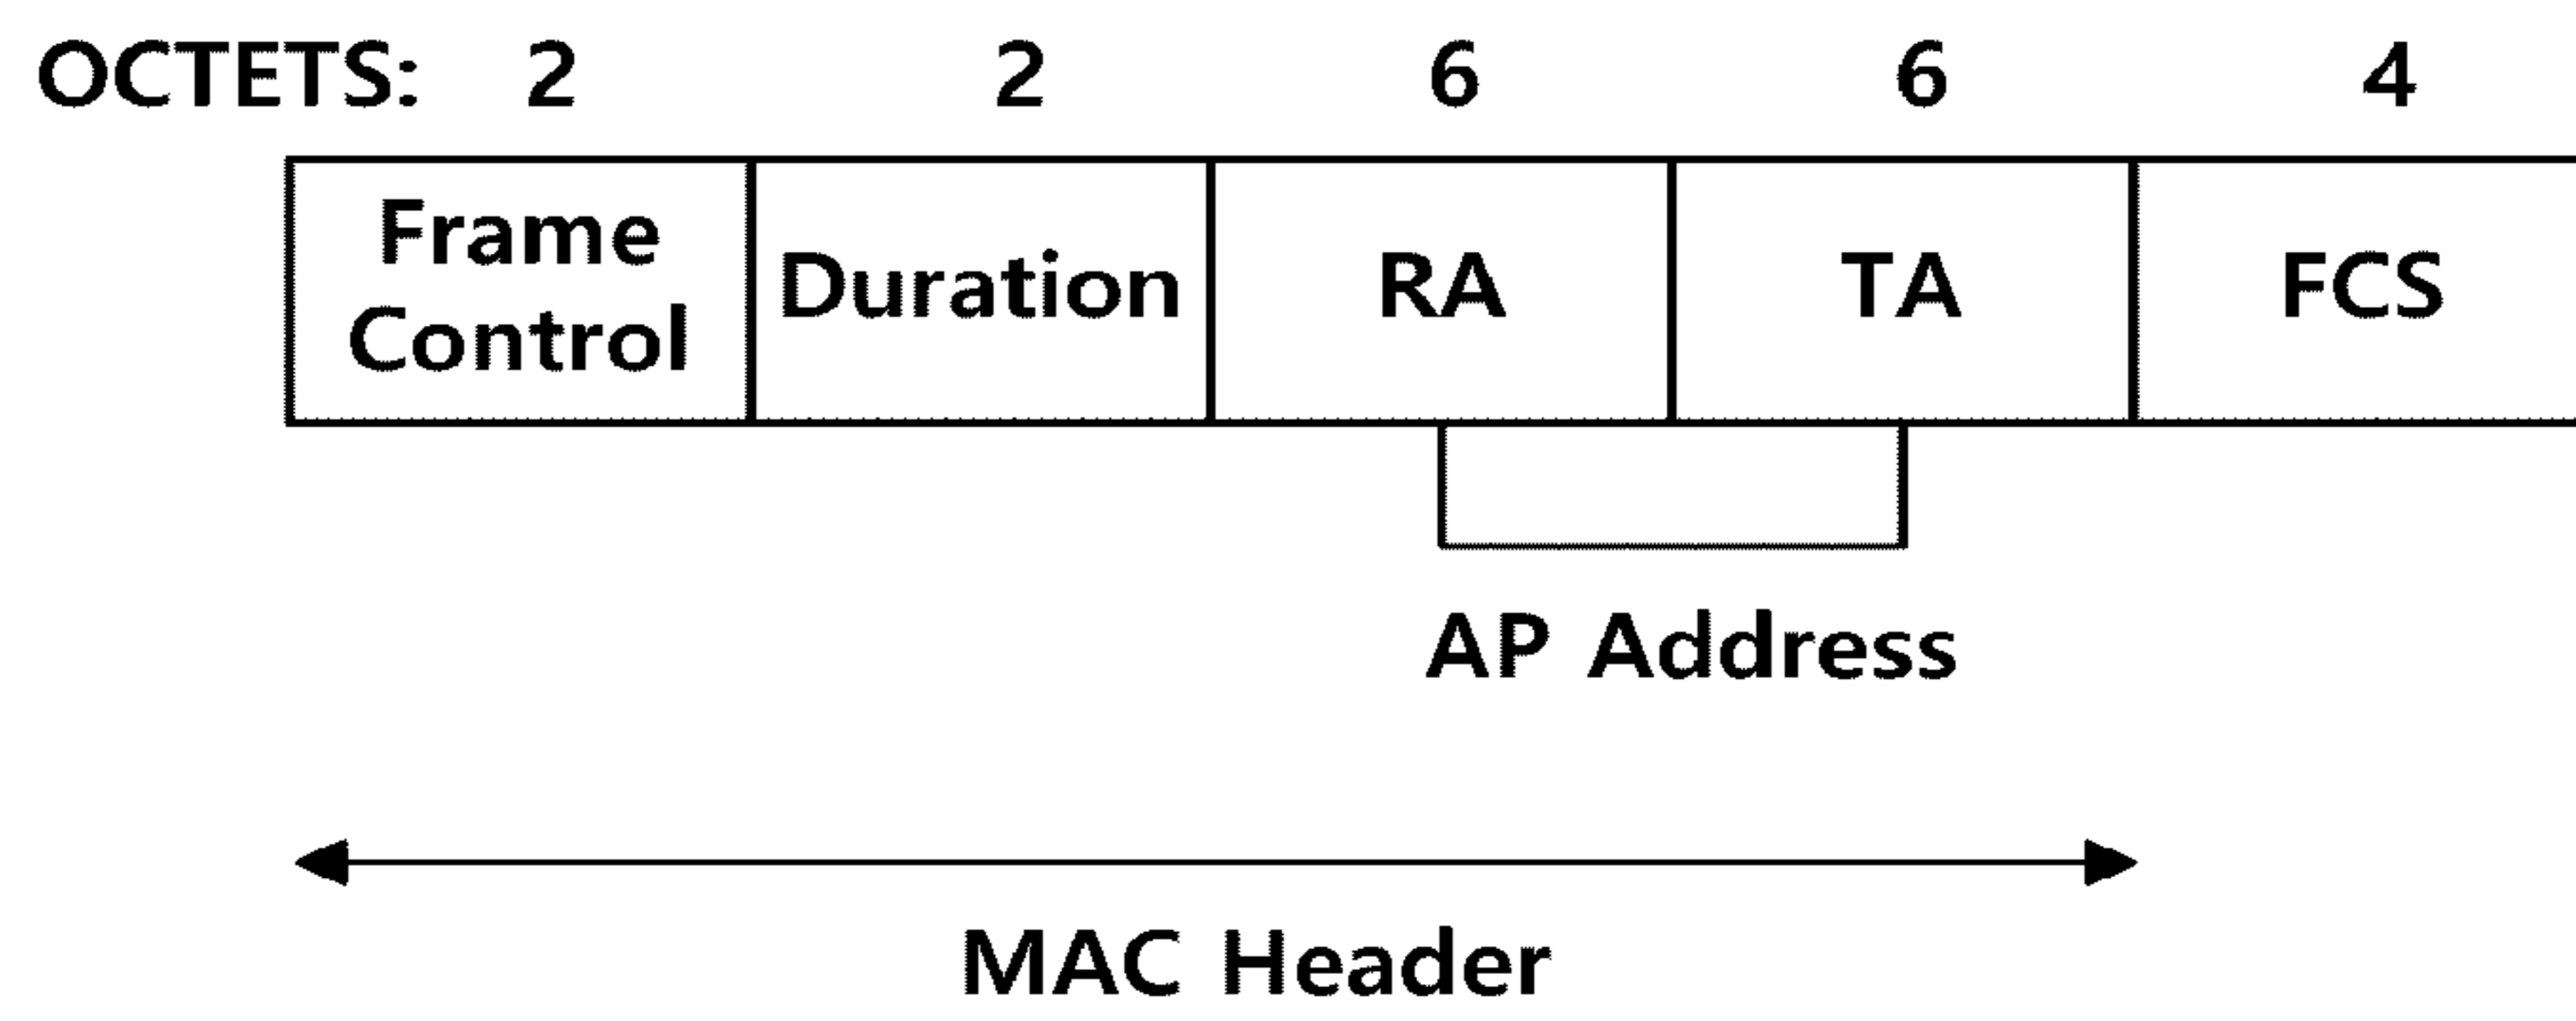 OCTETS: 2 2 6 6 4
Frame
Control
Duration
RA
TA
FCS
AP Address
MAC Header